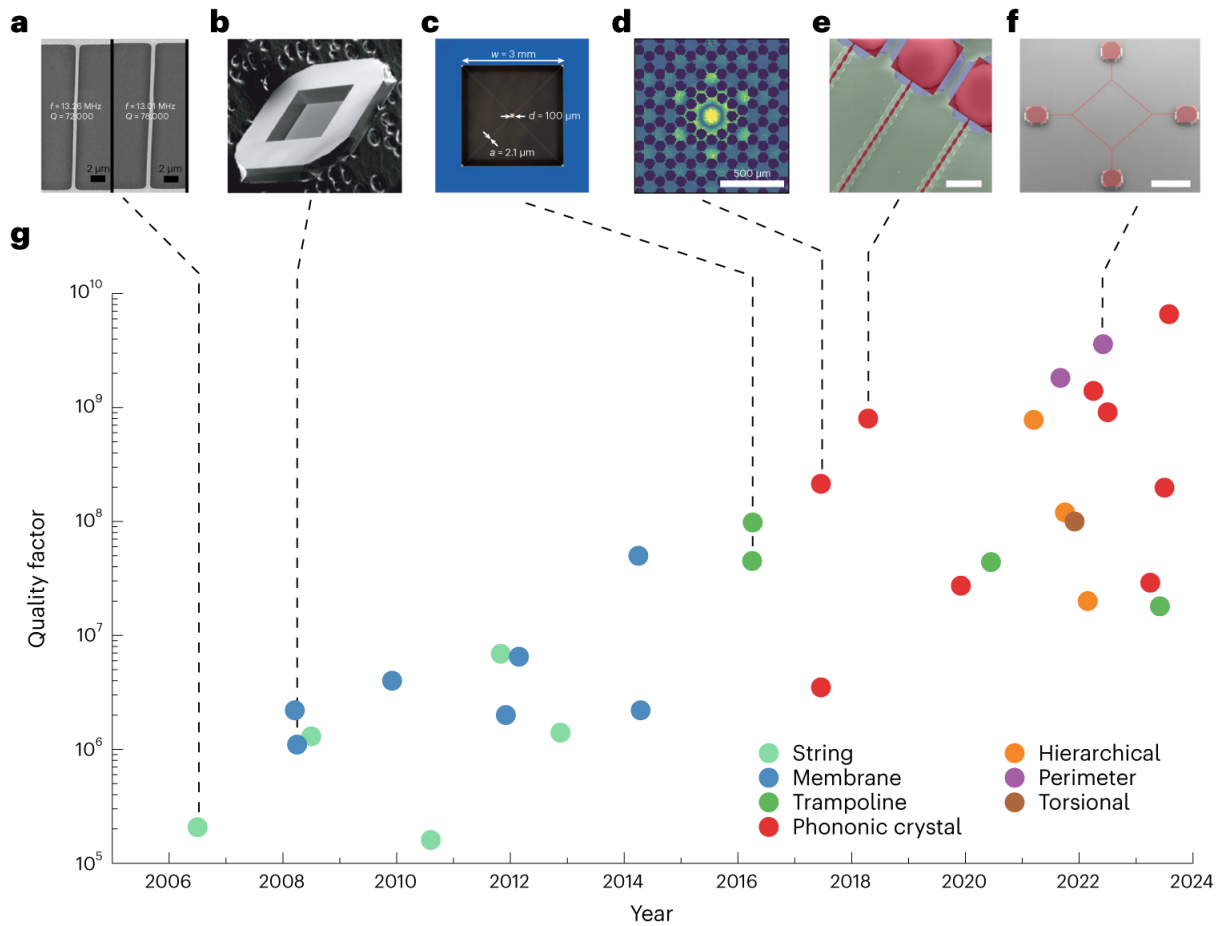 a
b
c
d
e
f
f = 13.26 MHz
Q = 72,000
f = 13.01 MHz
Q = 78,000
2 μm
2 μm
w = 3 mm
d = 100 μm
a = 2.1 μm
500 μm
g
10^10
10^9
10^8
10^7
10^6
10^5
Quality factor
String
Membrane
Trampoline
Phononic crystal
Hierarchical
Perimeter
Torsional
2006 2008 2010 2012 2014 2016 2018 2020 2022 2024
Year